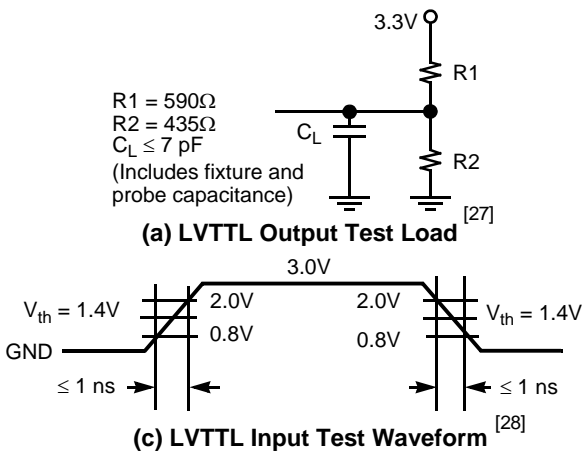 3.3V
R1
R1 = 590Ω
R2 = 435Ω
C_L ≤ 7 pF
(Includes fixture and
probe capacitance)
C_L
R2
(a) LVTTL Output Test Load [27]
3.0V
V_th = 1.4V
2.0V
2.0V
V_th = 1.4V
0.8V
0.8V
GND
≤ 1 ns
≤ 1 ns
(c) LVTTL Input Test Waveform [28]